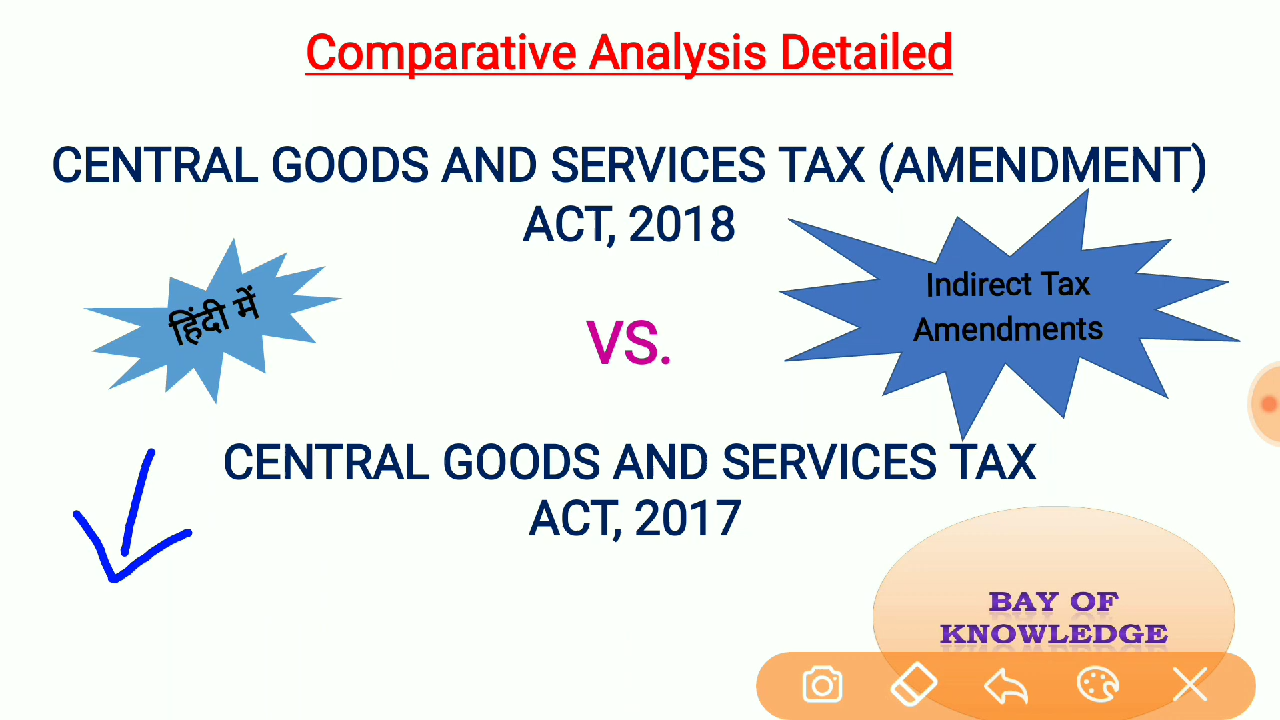 Comparative Analysis Detailed
CENTRAL GOODS AND SERVICES TAX (AMENDMENT)
ACT, 2018
हिंदी में
Indirect Tax
Amendments
VS.
CENTRAL GOODS AND SERVICES TAX
ACT, 2017
BAY OF
KNOWLEDGE